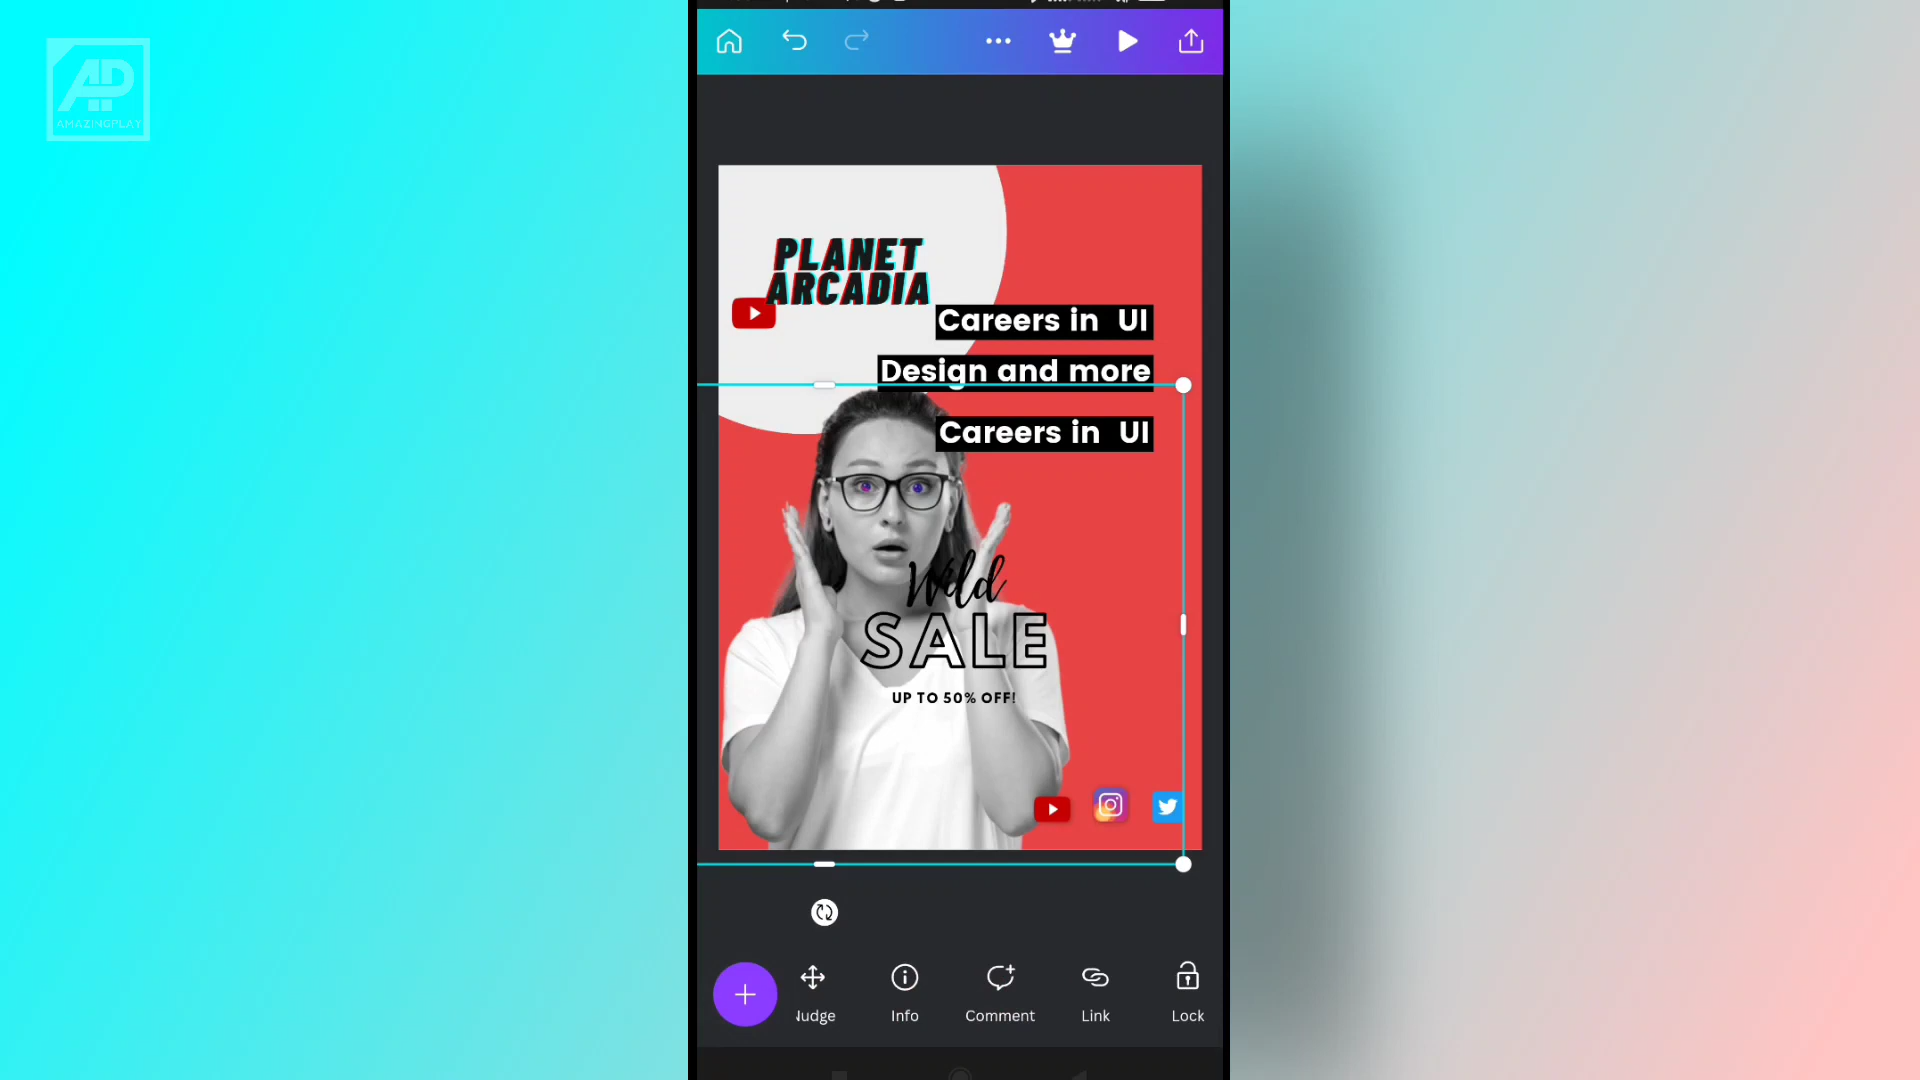 AP
AMAZINGPLAY
PLANET
ARCADIA
Careers in UI
Design and more
Careers in UI
Wild
SALE
UP TO 50% OFF!
Nudge
Info
Comment
Link
Lock